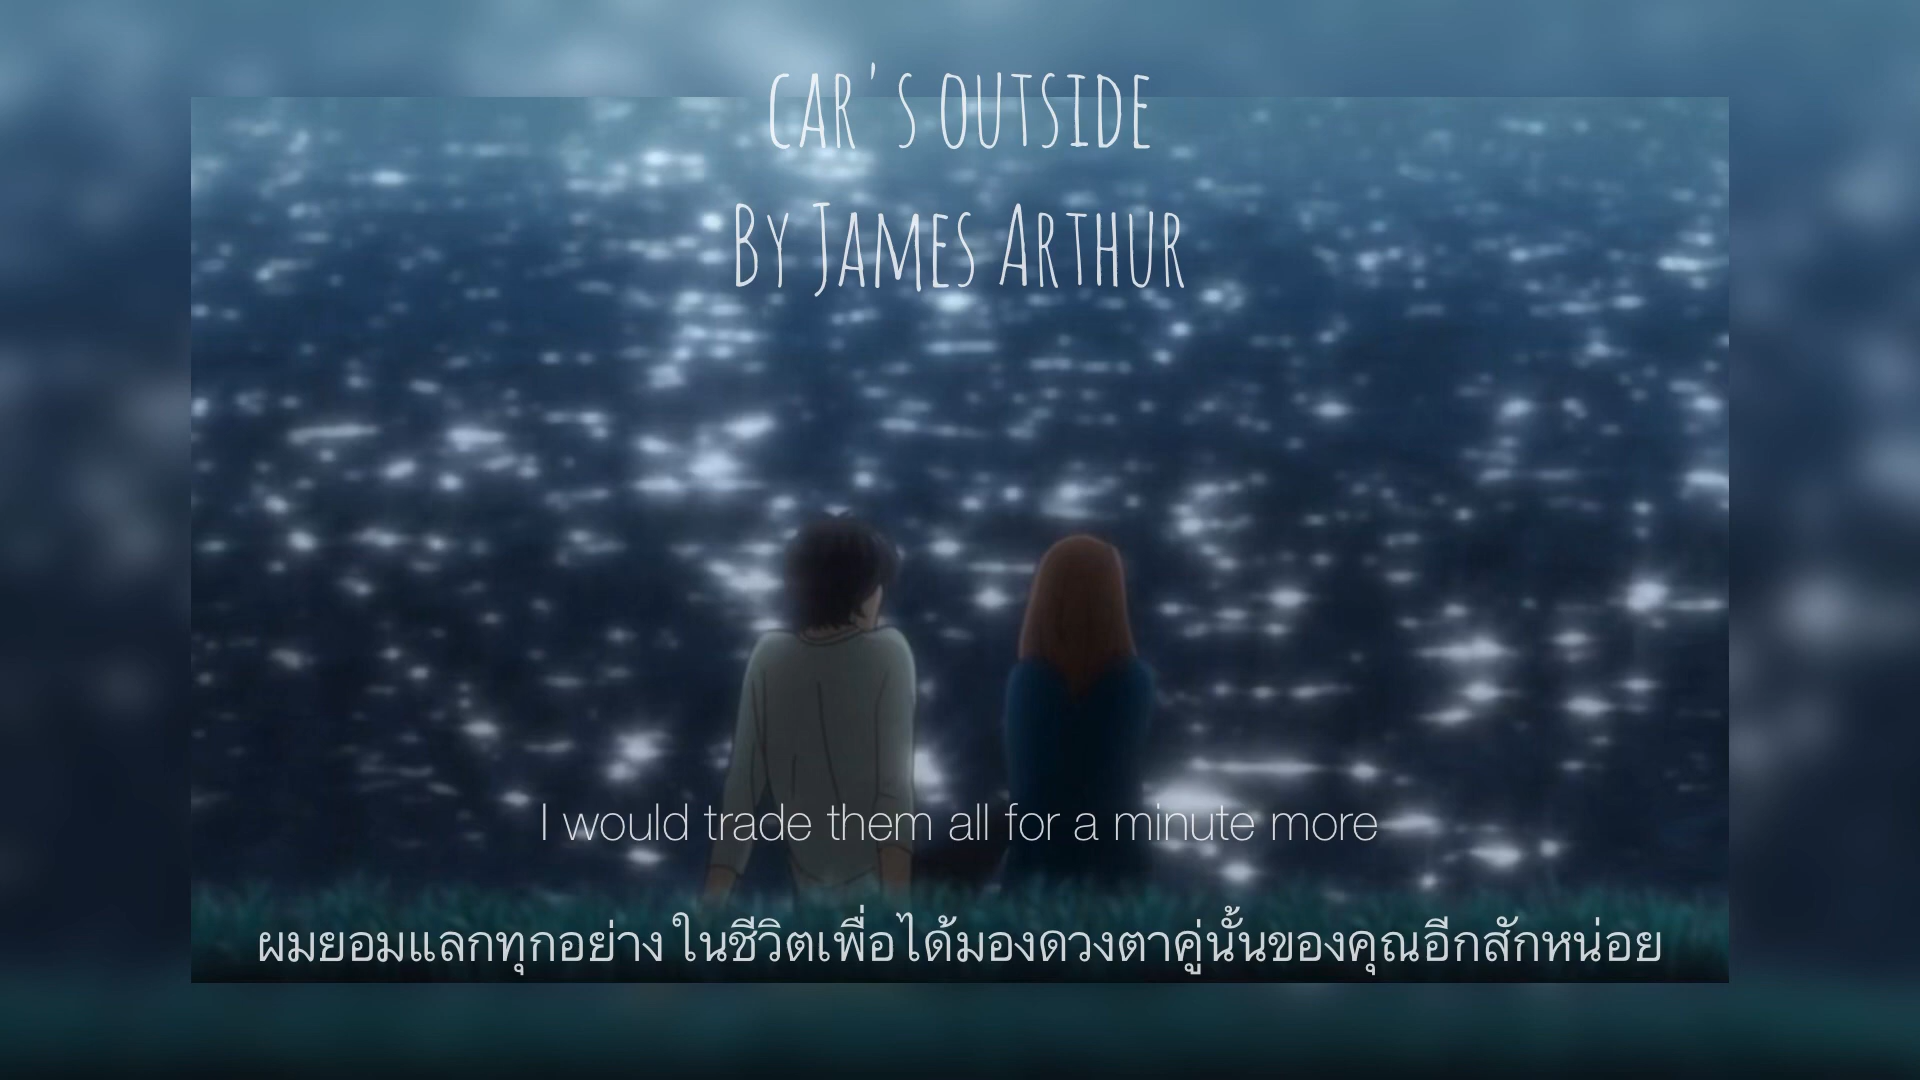 CAR'S OUTSIDE
BY JAMES ARTHUR
I would trade them all for a minute more
ผมยอมแลกทุกอย่าง ในชีวิตเพื่อได้มองดวงตาคู่นั้นของคุณอีกสักหน่อย